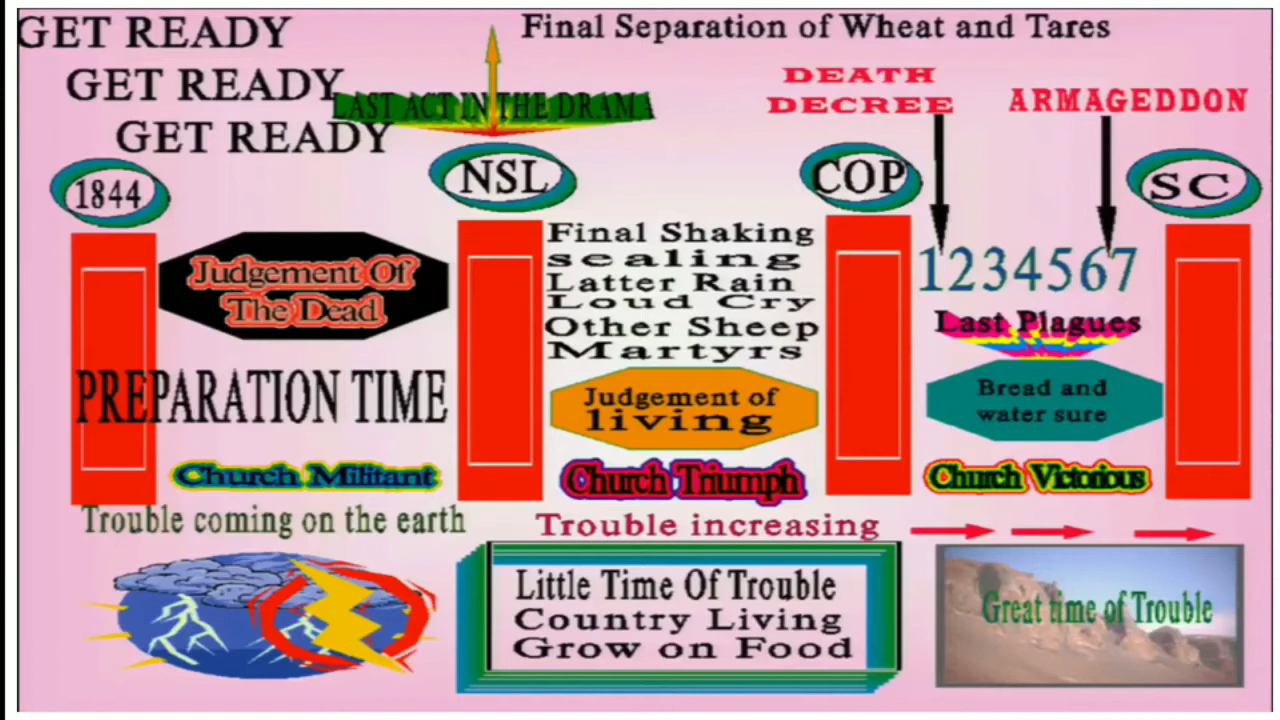 GET READY
GET READY
GET READY
Final Separation of Wheat and Tares
LAST ACT IN THE DRAMA
DEATH
DECREE
ARMAGEDDON
1844
NSL
COP
SC
Judgement Of
The Dead
PREPARATION TIME
Church Militant
Final Shaking
sealing
Latter Rain
Loud Cry
Other Sheep
Martyrs
Judgement of
living
Church Triumph
1234567
Last Plagues
Bread and
water sure
Church Victorious
Trouble coming on the earth
Trouble increasing
Little Time Of Trouble
Country Living
Grow on Food
Great time of Trouble